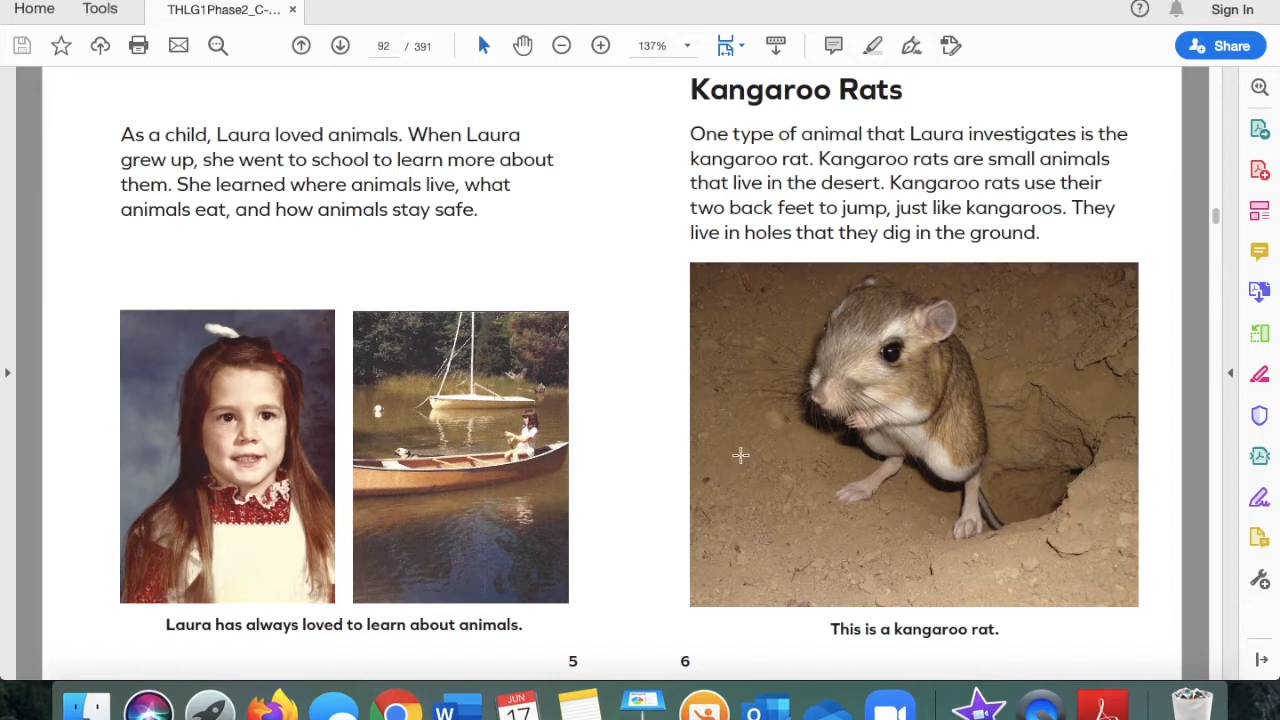 Home
Tools
THLG1Phase2_C-...
×
Sign In
92 / 391
137%
Share
As a child, Laura loved animals. When Laura
grew up, she went to school to learn more about
them. She learned where animals live, what
animals eat, and how animals stay safe.
Laura has always loved to learn about animals.
5
Kangaroo Rats
One type of animal that Laura investigates is the
kangaroo rat. Kangaroo rats are small animals
that live in the desert. Kangaroo rats use their
two back feet to jump, just like kangaroos. They
live in holes that they dig in the ground.
This is a kangaroo rat.
6
W
JUN
17